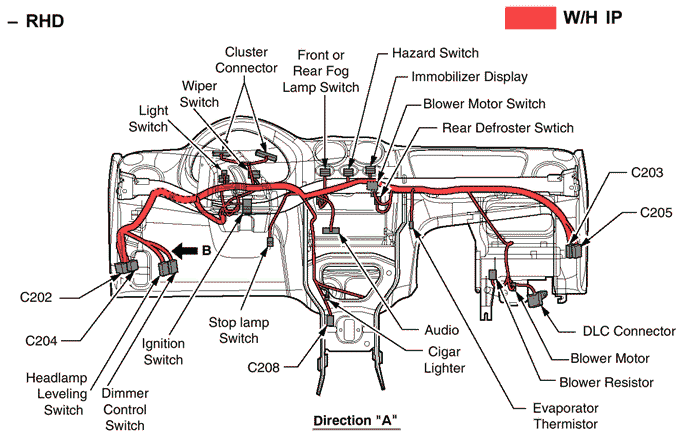 – RHD
W/H IP
Cluster
Connector
Front or
Rear Fog
Lamp Switch
Hazard Switch
Immobilizer Display
Wiper
Switch
Light
Switch
Blower Motor Switch
Rear Defroster Swtich
C203
C205
B
C202
C204
Ignition
Switch
Stop lamp
Switch
C208
Audio
Cigar
Lighter
DLC Connector
Blower Motor
Blower Resistor
Evaporator
Thermistor
Headlamp
Leveling
Switch
Dimmer
Control
Switch
Direction "A"